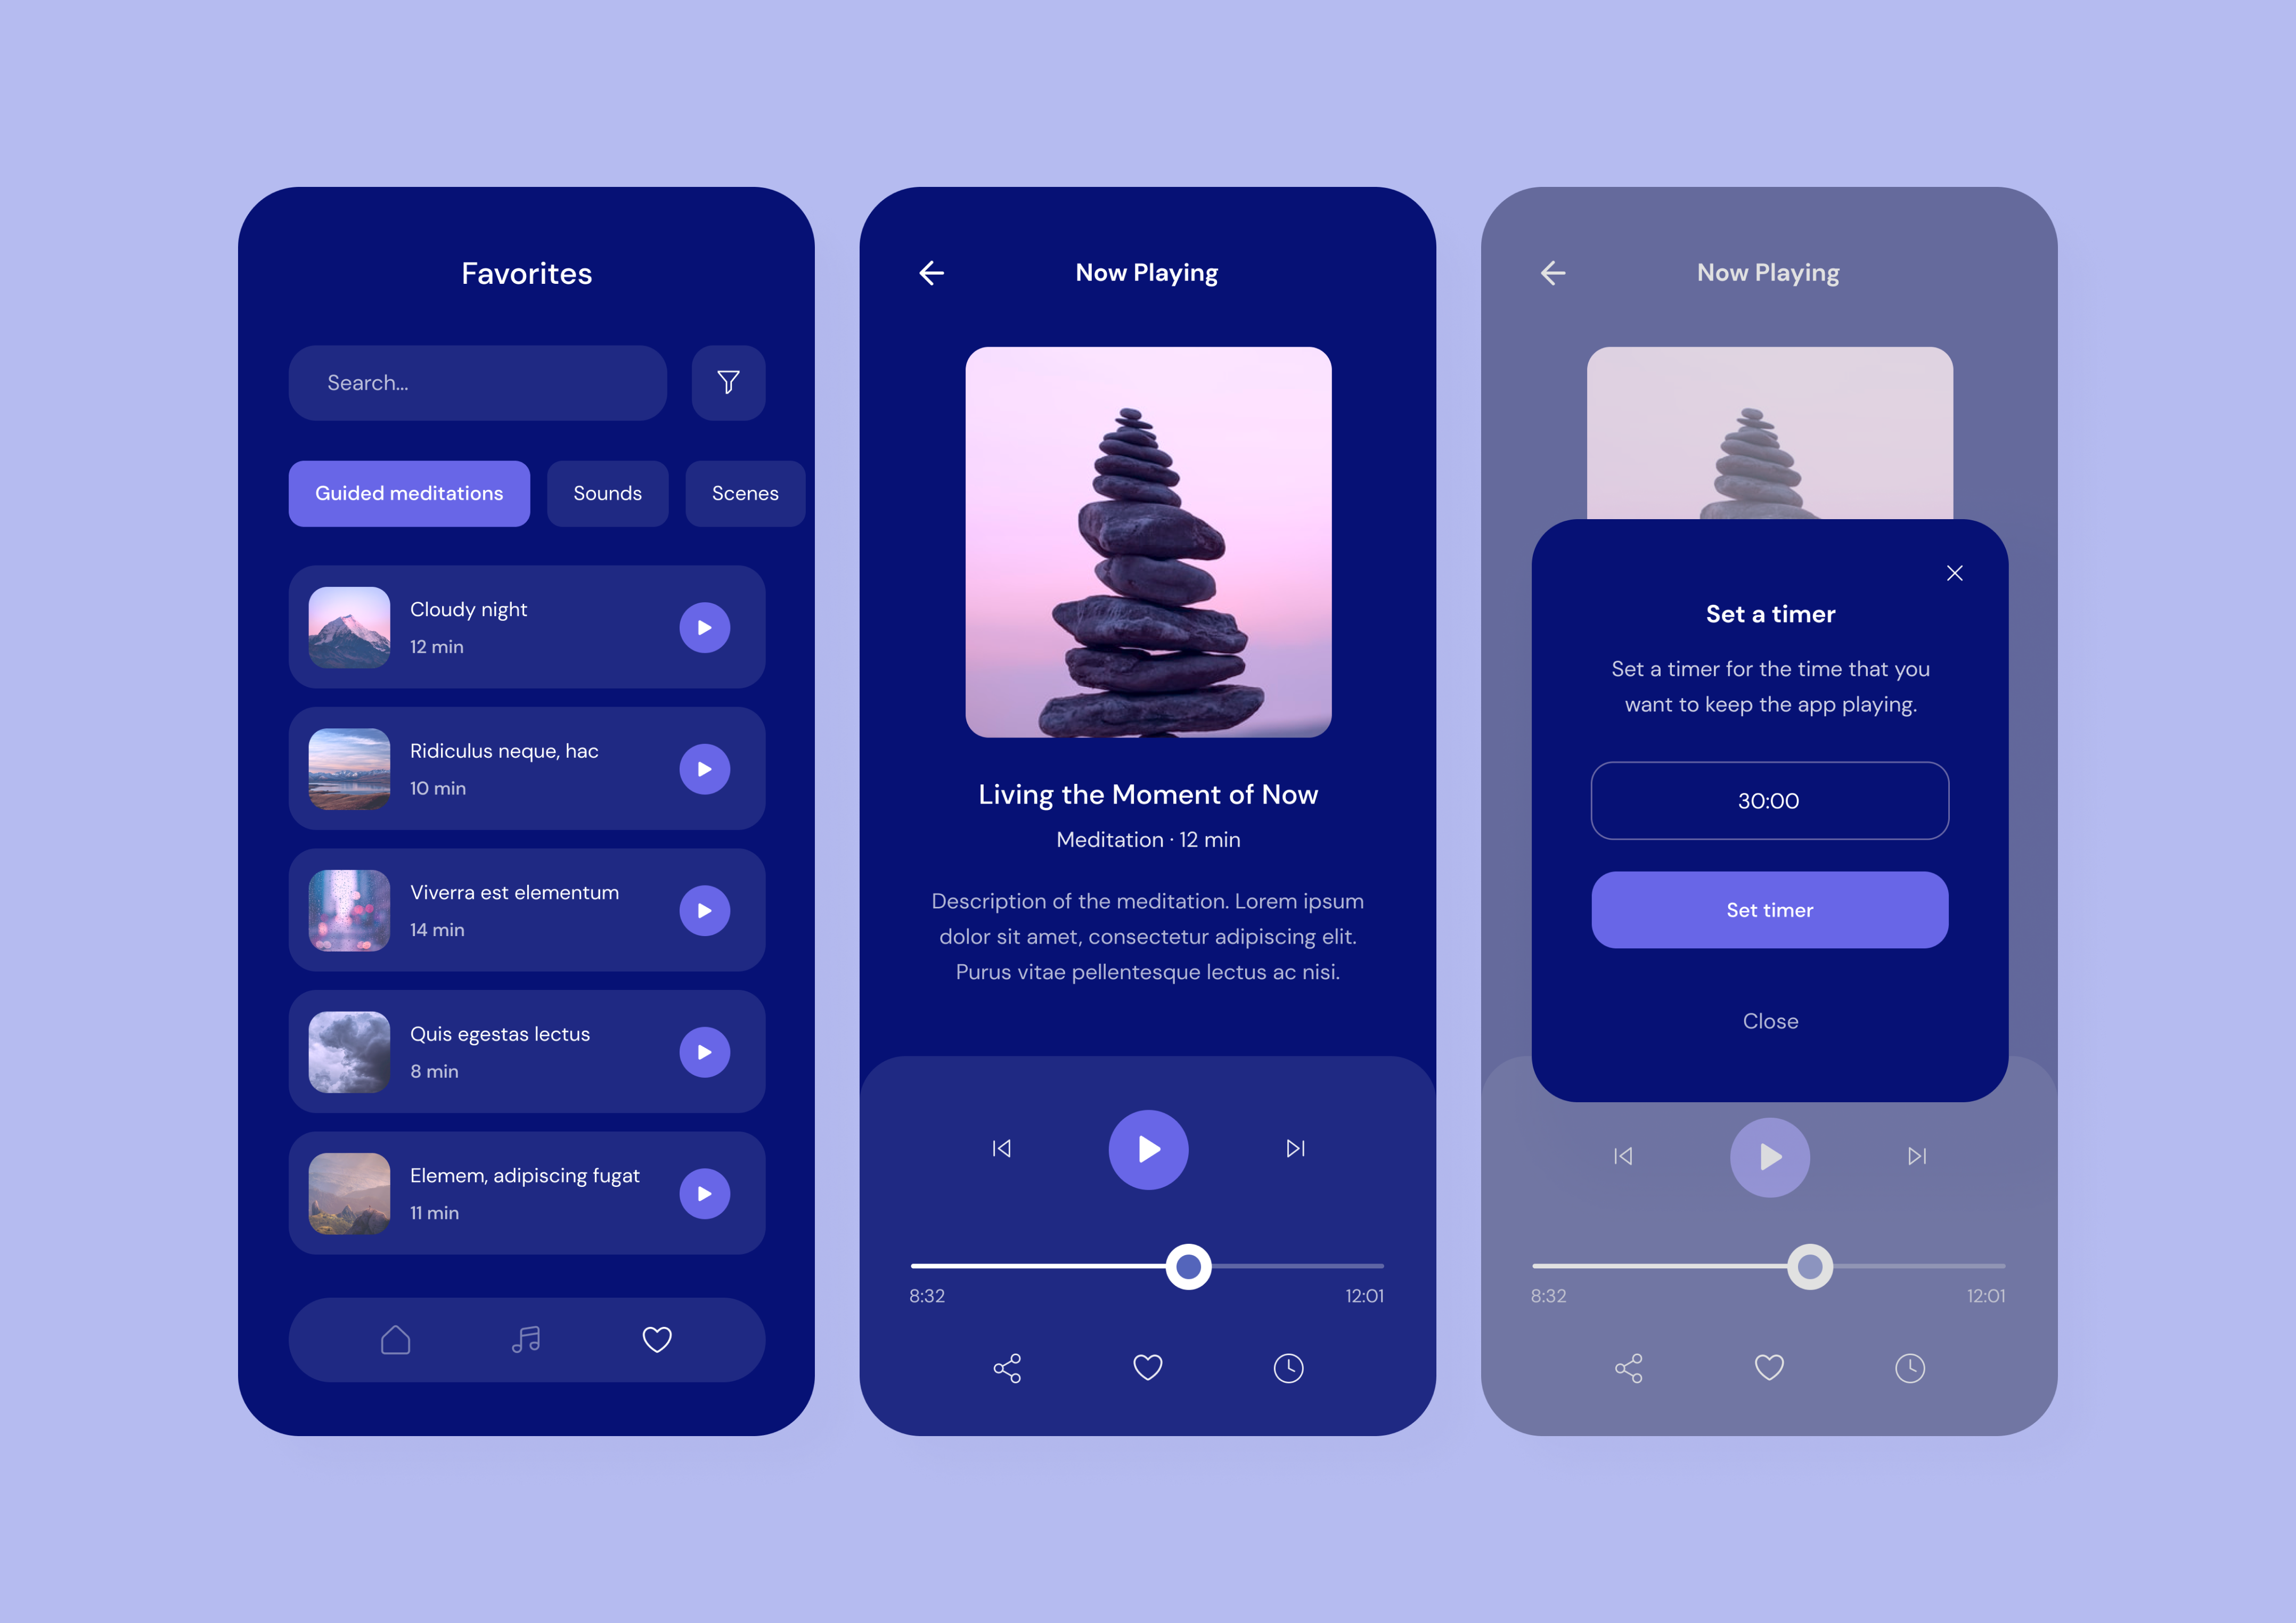 Favorites
Search...
Guided meditations
Sounds
Scenes
Cloudy night
12 min
Ridiculus neque, hac
10 min
Viverra est elementum
14 min
Quis egestas lectus
8 min
Elemem, adipiscing fugat
11 min
Now Playing
Living the Moment of Now
Meditation · 12 min
Description of the meditation. Lorem ipsum
dolor sit amet, consectetur adipiscing elit.
Purus vitae pellentesque lectus ac nisi.
8:32
12:01
Now Playing
Set a timer
Set a timer for the time that you
want to keep the app playing.
30:00
Set timer
Close
8:32
12:01